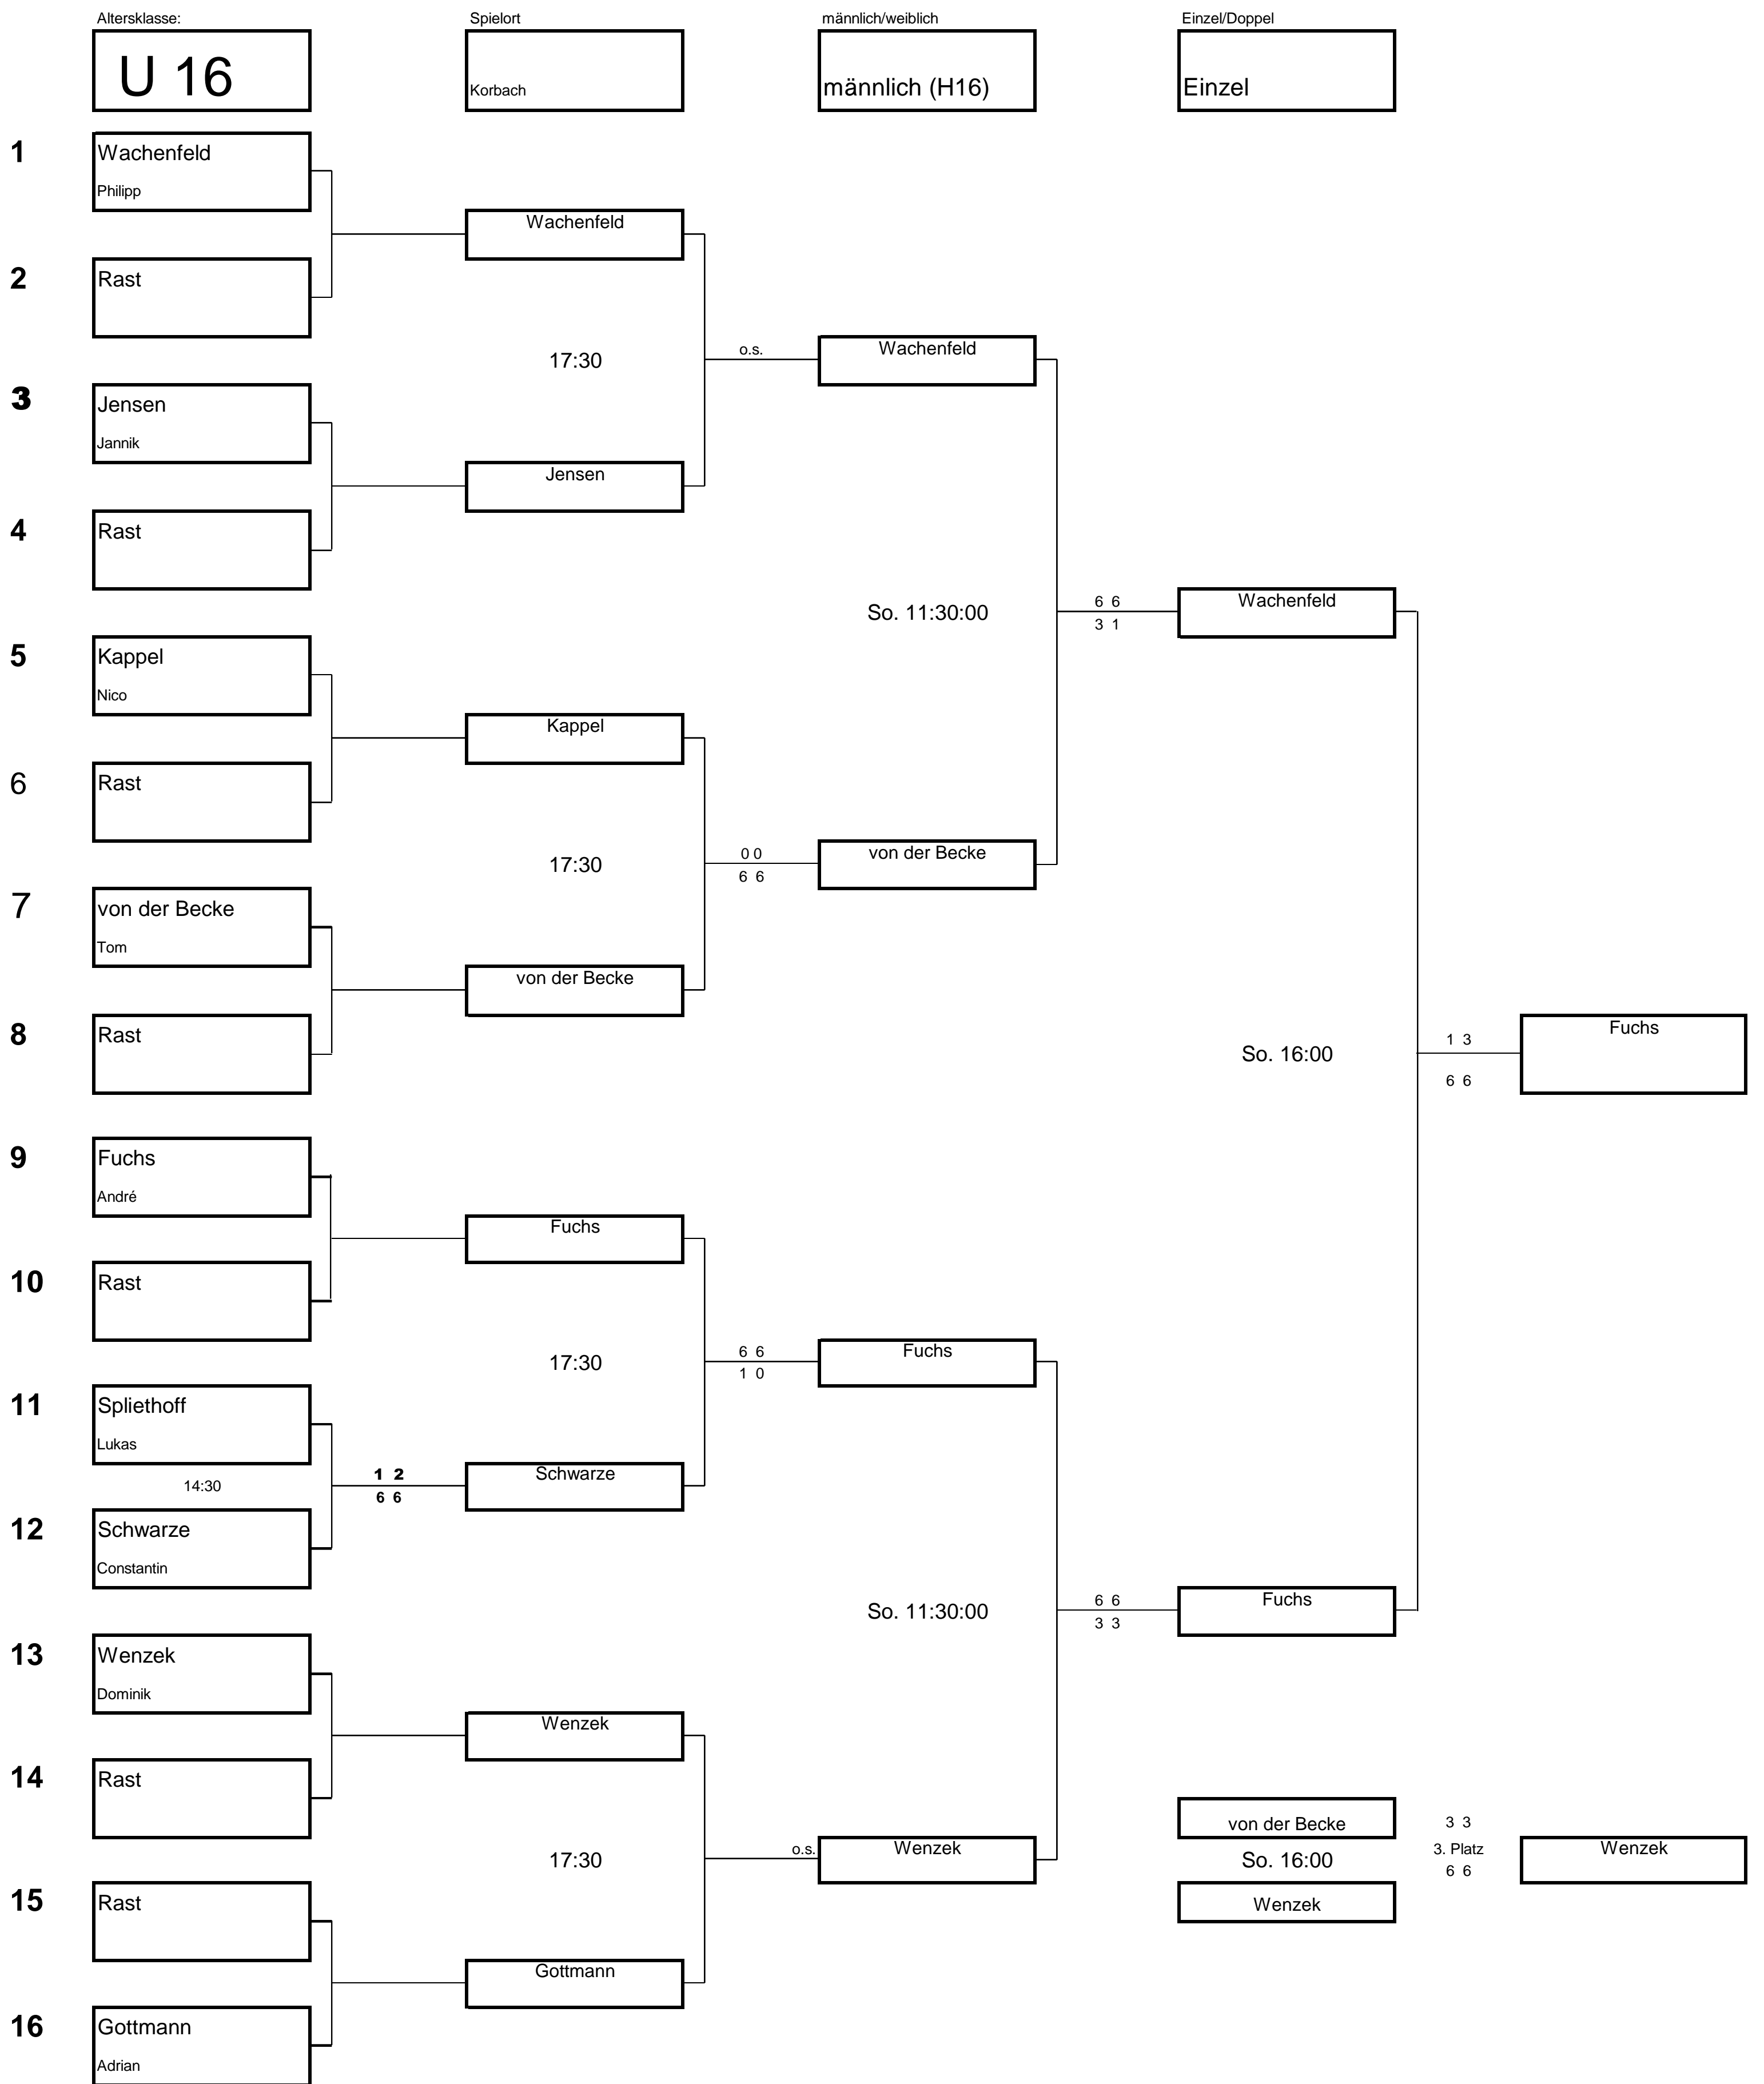 Altersklasse: Spielort männlich/weiblich Einzel/Doppel
U 16 Korbach männlich (H16) Einzel
1 Wachenfeld
Philipp
Wachenfeld
2 Rast
17:30 o.s. Wachenfeld
3 Jensen
Jannik
Jensen
4 Rast
So. 11:30:00 6 6 Wachenfeld
3 1
5 Kappel
Nico
Kappel
6 Rast
17:30 0 0 von der Becke
6 6
7 von der Becke
Tom
von der Becke
8 Rast
So. 16:00 1 3 Fuchs
6 6
9 Fuchs
André
Fuchs
10 Rast
17:30 6 6 Fuchs
1 0
11 Spliethoff
Lukas
14:30 1 2 Schwarze
6 6
12 Schwarze
Constantin
So. 11:30:00 6 6 Fuchs
3 3
13 Wenzek
Dominik
Wenzek
14 Rast
von der Becke 3 3
17:30 o.s. Wenzek So. 16:00 3. Platz Wenzek
6 6
15 Rast
Wenzek
Gottmann
16 Gottmann
Adrian